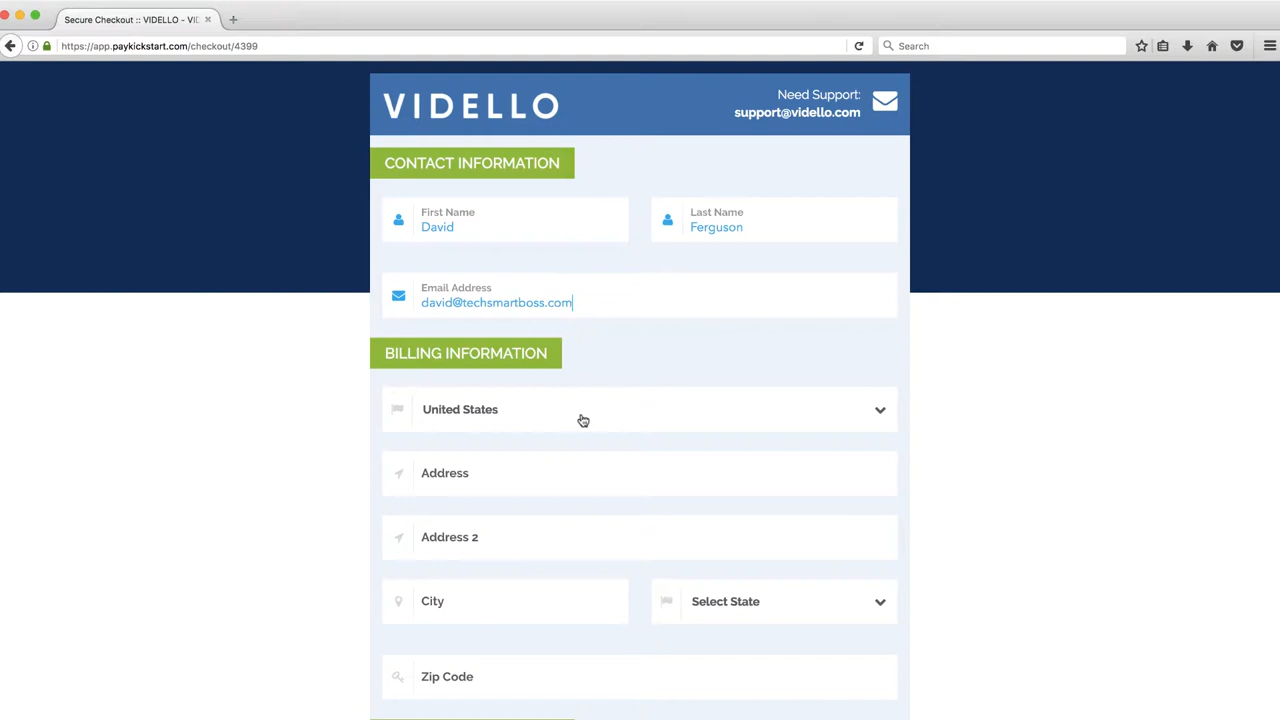 Secure Checkout :: VIDELLO - VID
https://app.paykickstart.com/checkout/4399
Search
VIDELLO
Need Support:
support@vidello.com
CONTACT INFORMATION
First Name
David
Last Name
Ferguson
Email Address
david@techsmartboss.com
BILLING INFORMATION
United States
Address
Address 2
City
Select State
Zip Code